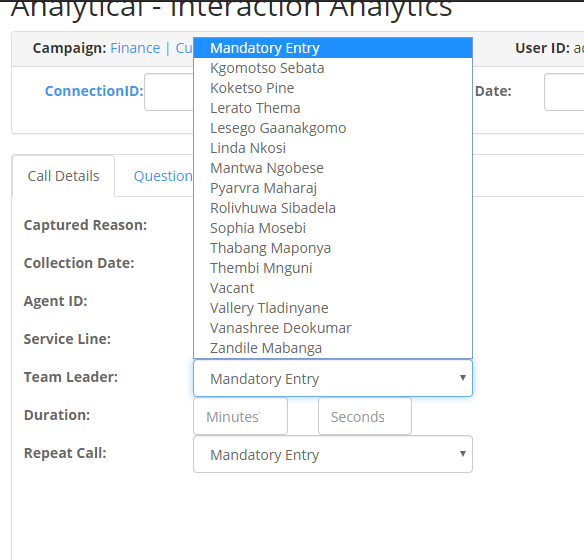 Analytical - Interaction Analytics
Campaign: Finance | Cu
User ID: ac
ConnectionID:
Date:
Call Details
Question
Mandatory Entry
Kgomotso Sebata
Koketso Pine
Lerato Thema
Lesego Gaanakgomo
Linda Nkosi
Mantwa Ngobese
Pyarvra Maharaj
Rolivhuwa Sibadela
Sophia Mosebi
Thabang Maponya
Thembi Mnguni
Vacant
Vallery Tladinyane
Vanashree Deokumar
Zandile Mabanga
Captured Reason:
Collection Date:
Agent ID:
Service Line:
Team Leader: Mandatory Entry
Duration: Minutes Seconds
Repeat Call: Mandatory Entry